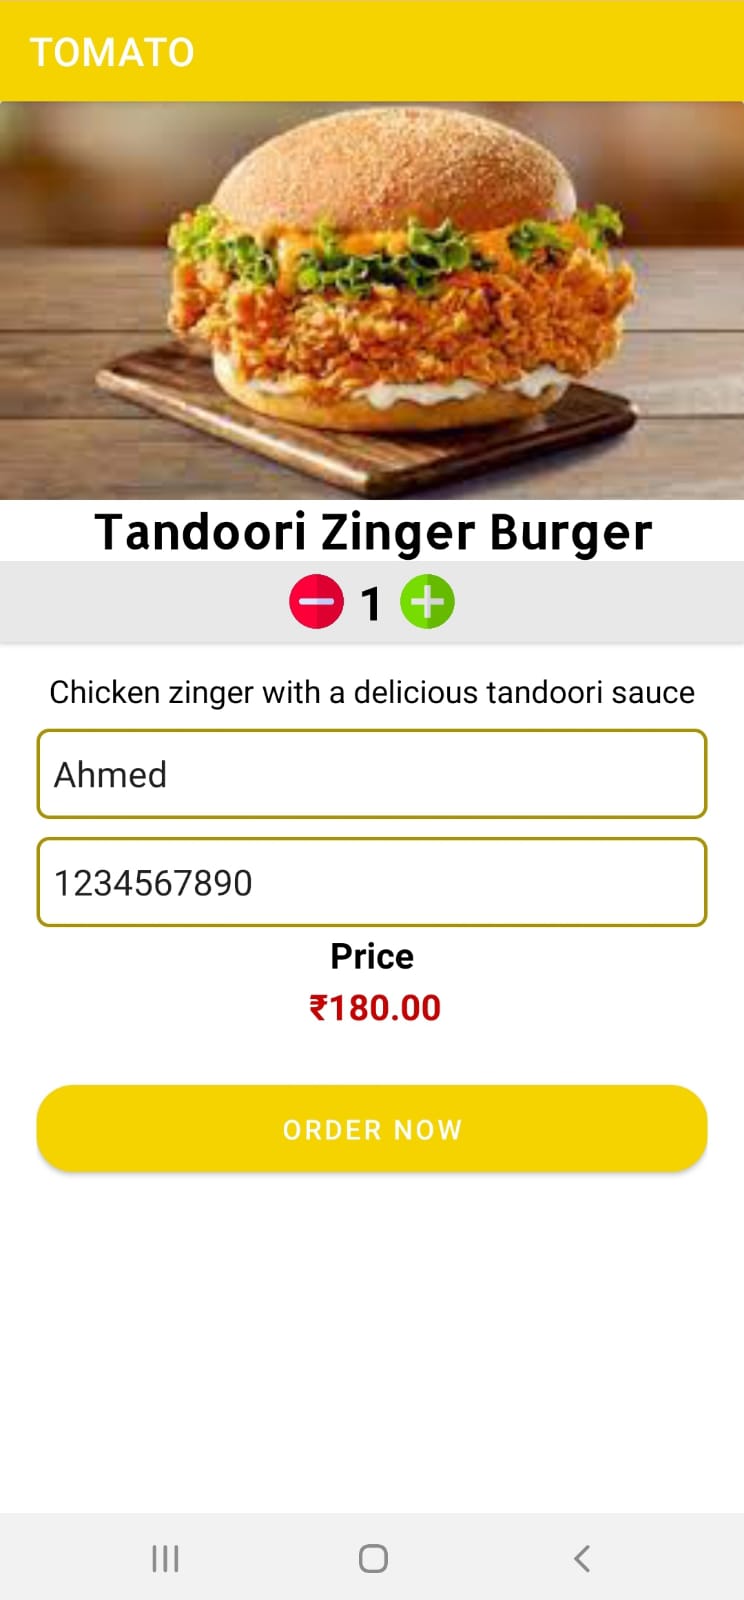 TOMATO
Tandoori Zinger Burger
1
Chicken zinger with a delicious tandoori sauce
Ahmed
1234567890
Price
₹180.00
ORDER NOW